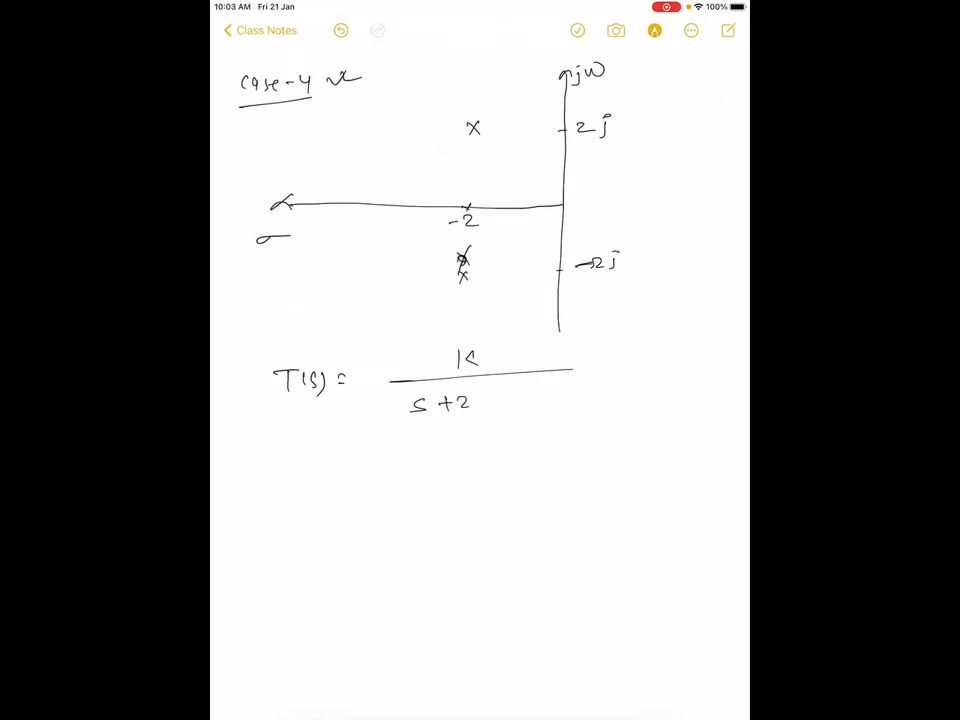 10:03 AM Fri 21 Jan 100%
Class Notes
Case-4
jω
x 2j
-2
σ
x -2j
T(s) = K
s+2